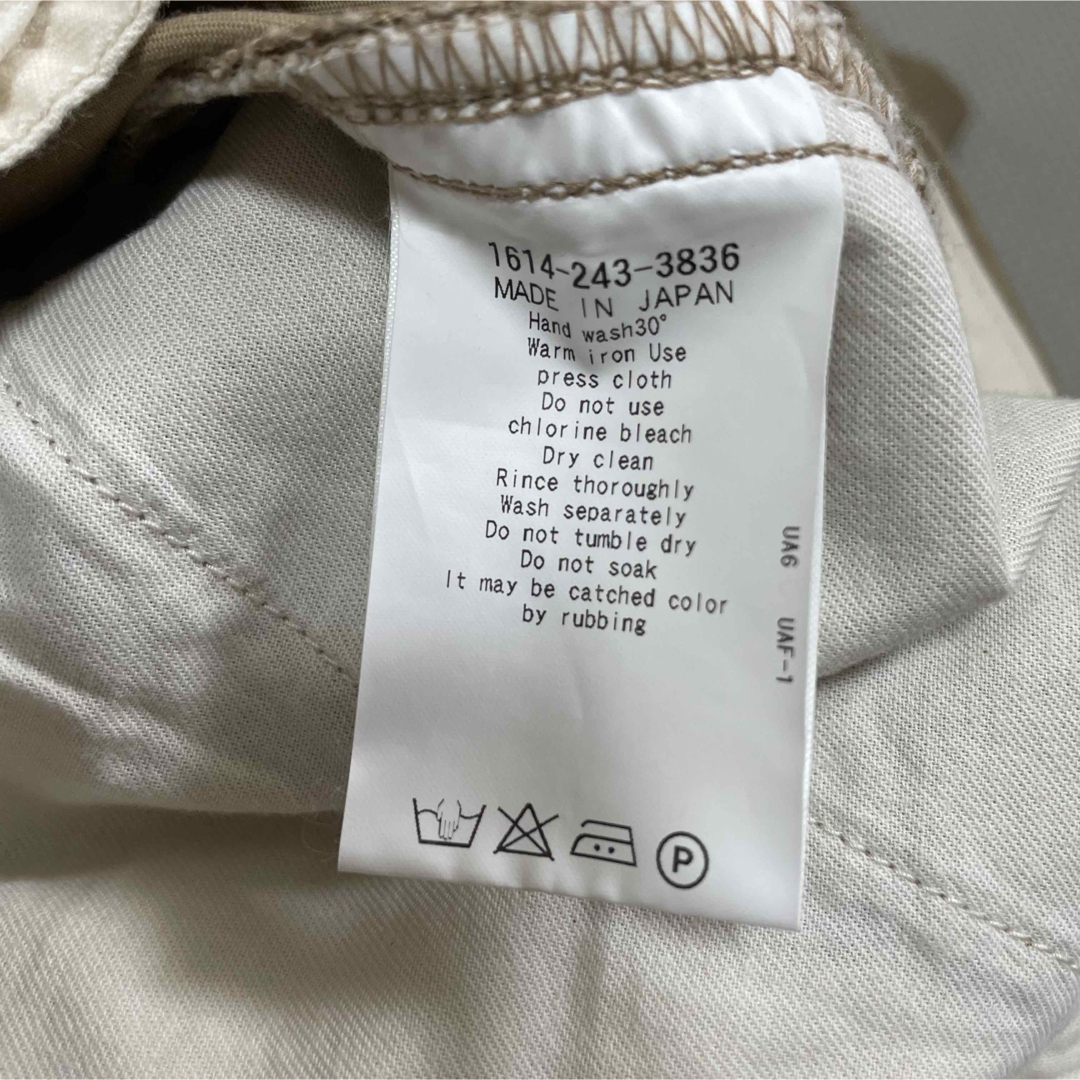 1614-243-3836
MADE IN JAPAN
Hand wash30°
Warm iron Use
press cloth
Do not use
chlorine bleach
Dry clean
Rince thoroughly
Wash separately
Do not tumble dry
Do not soak
It may be catched color
by rubbing
UA6 UAF-1
P